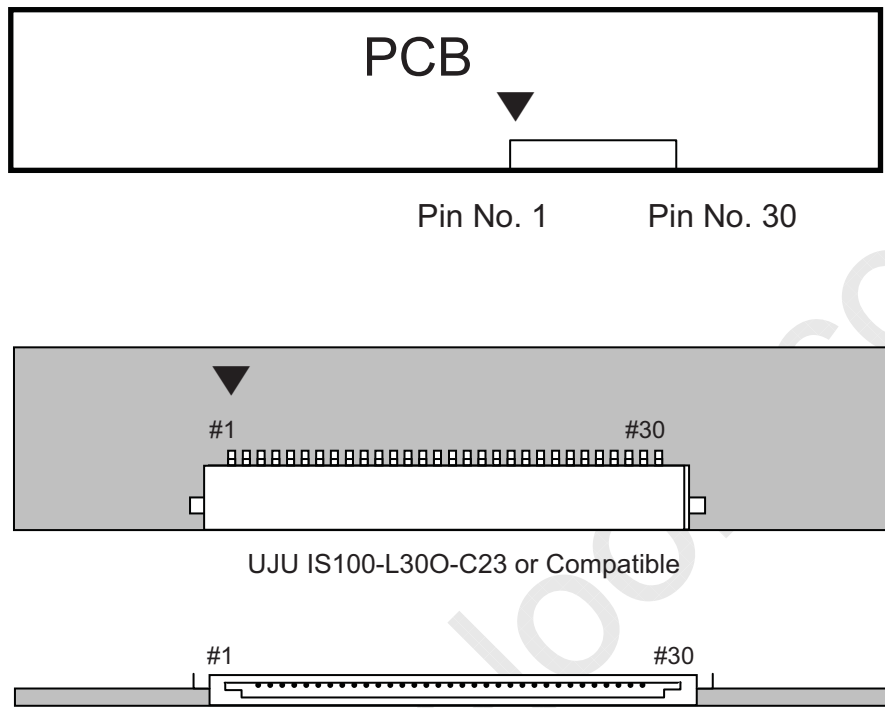 PCB
Pin No. 1 Pin No. 30
#1 #30
UJU IS100-L30O-C23 or Compatible
#1 #30